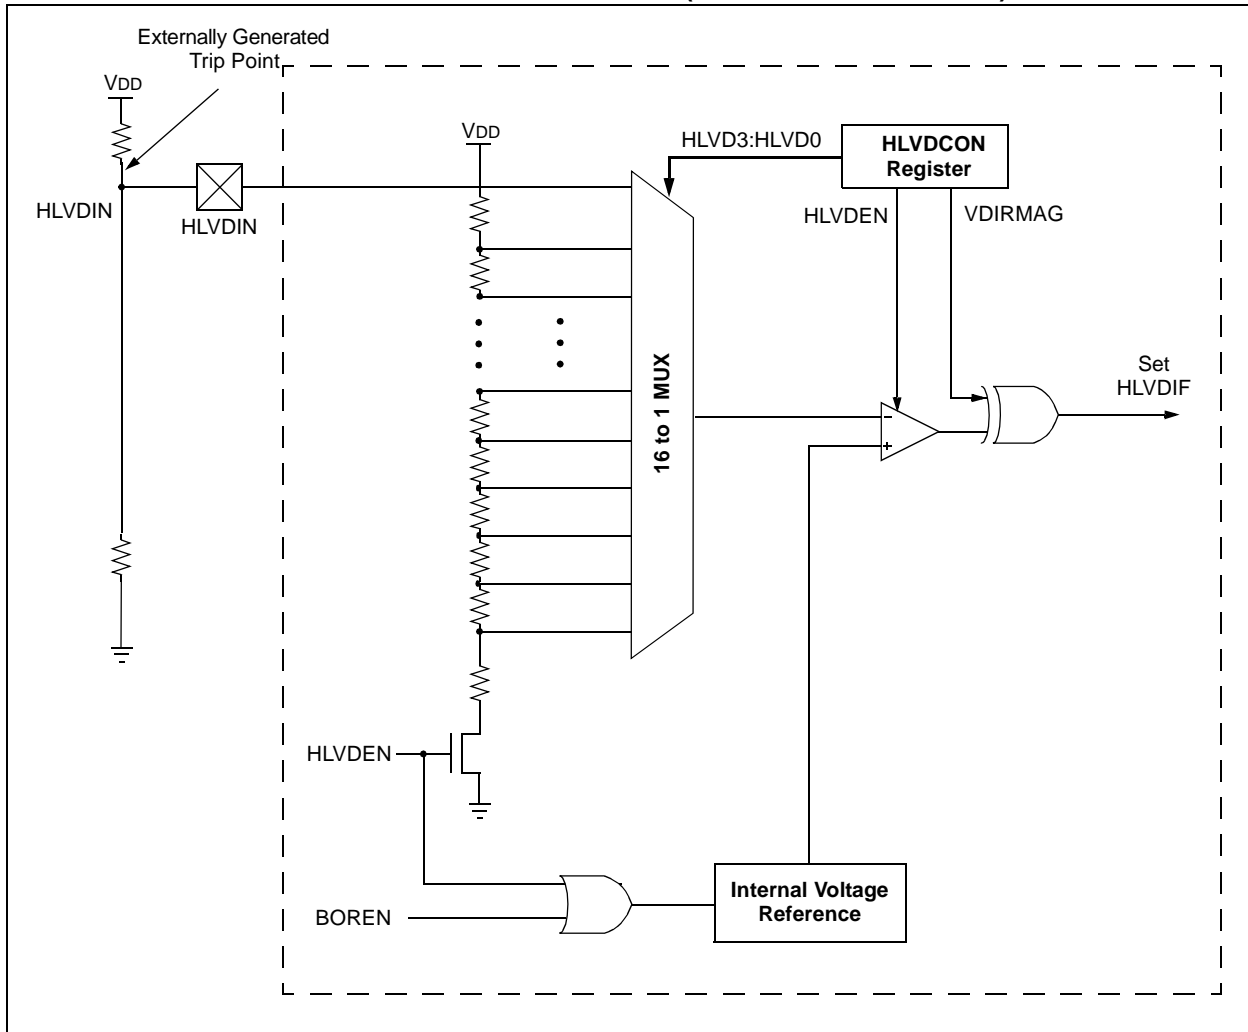 Externally Generated
Trip Point
VDD
VDD
HLVD3:HLVD0
HLVDCON
Register
HLVDIN
HLVDIN
HLVDEN
VDIRMAG
16 to 1 MUX
-
+
Set
HLVDIF
HLVDEN
BOREN
Internal Voltage
Reference